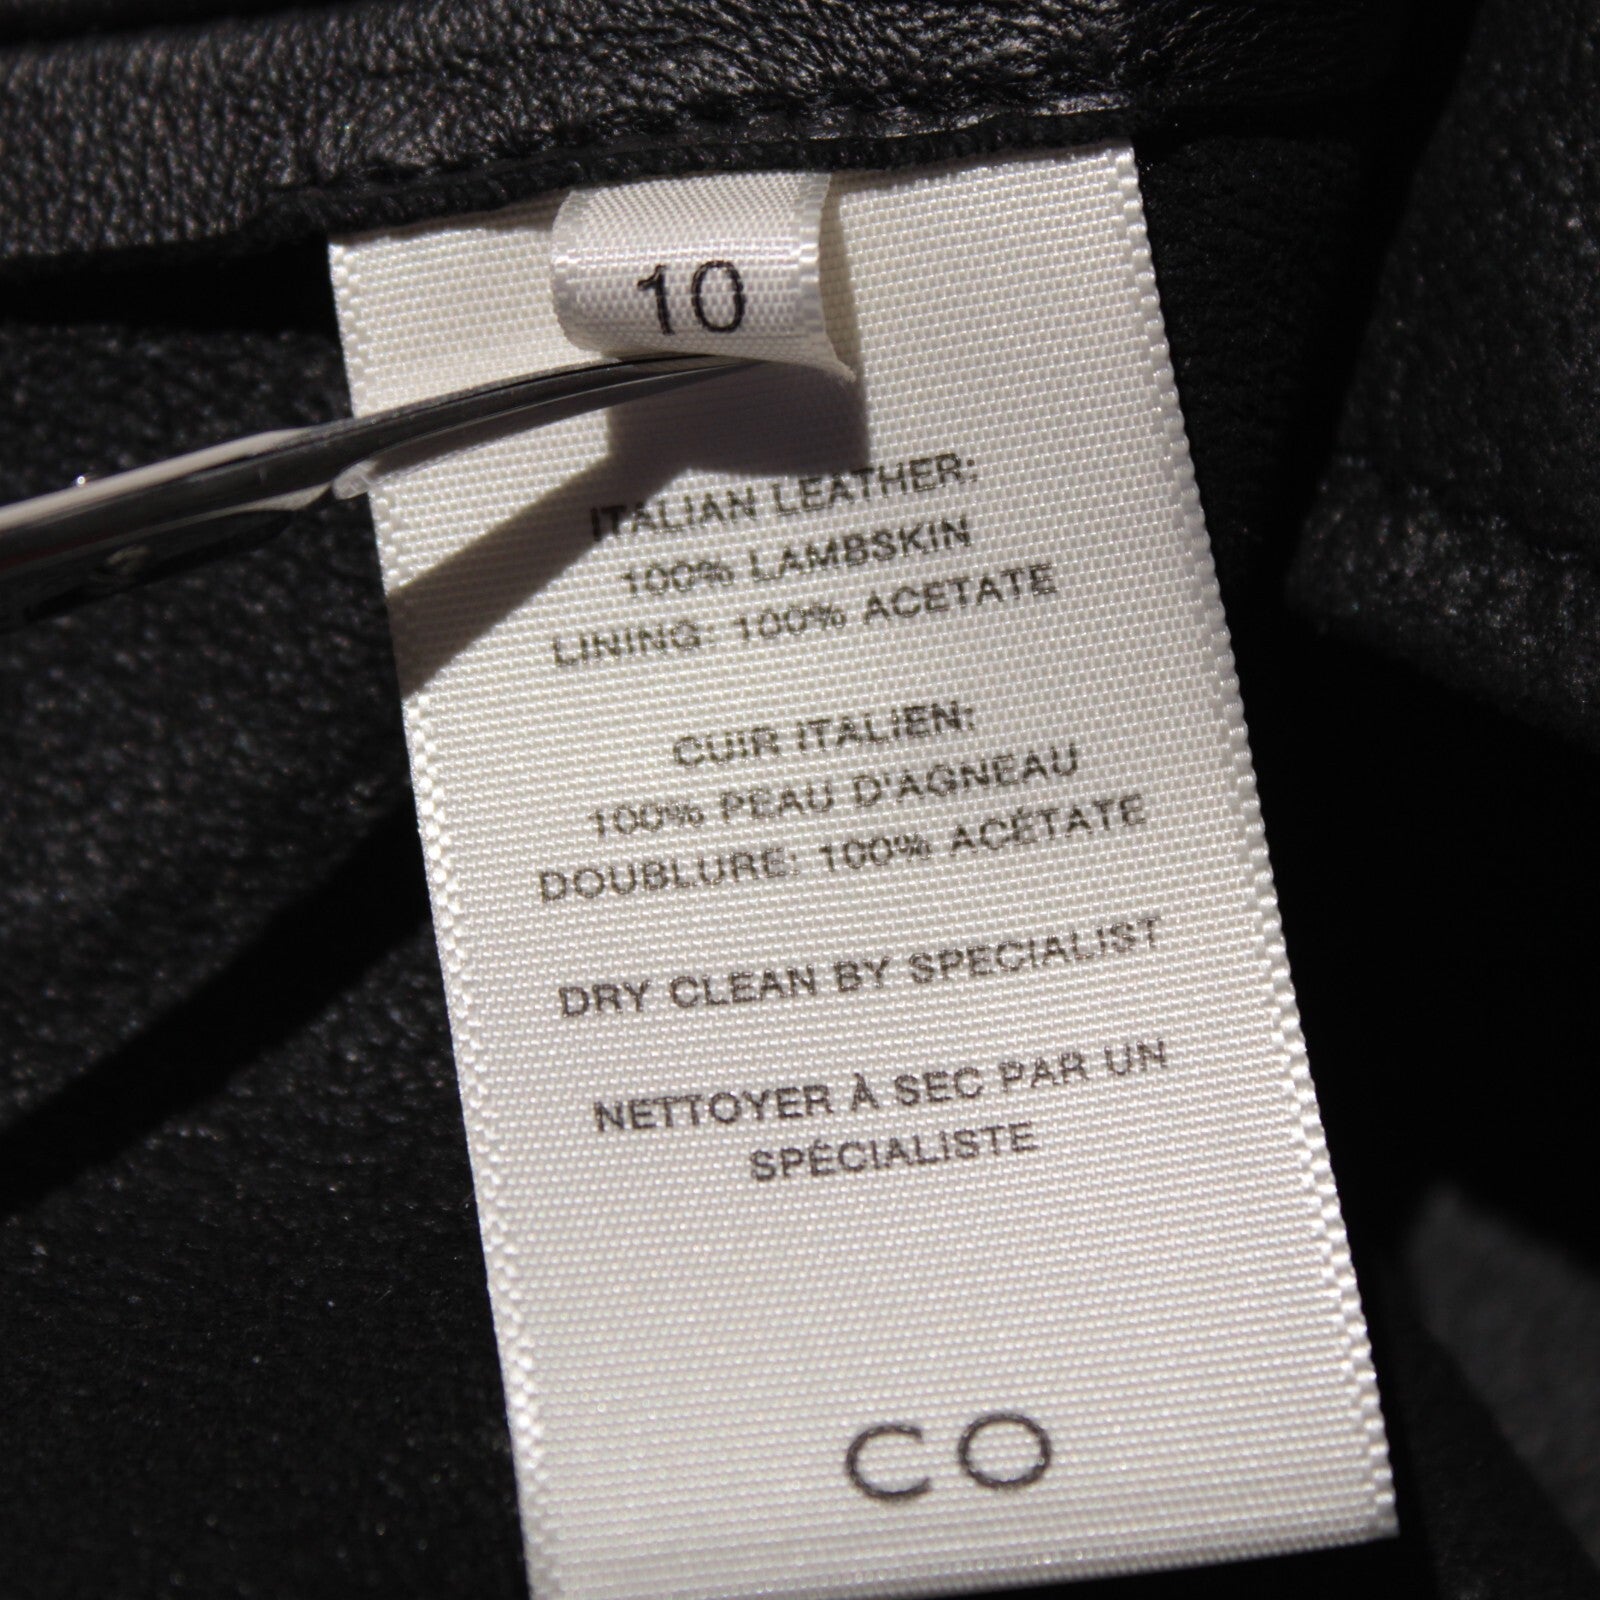 10
ITALIAN LEATHER:
100% LAMBSKIN
LINING: 100% ACETATE
CUIR ITALIEN:
100% PEAU D'AGNEAU
DOUBLURE: 100% ACÉTATE
DRY CLEAN BY SPECIALIST
NETTOYER À SEC PAR UN
SPÉCIALISTE
CO